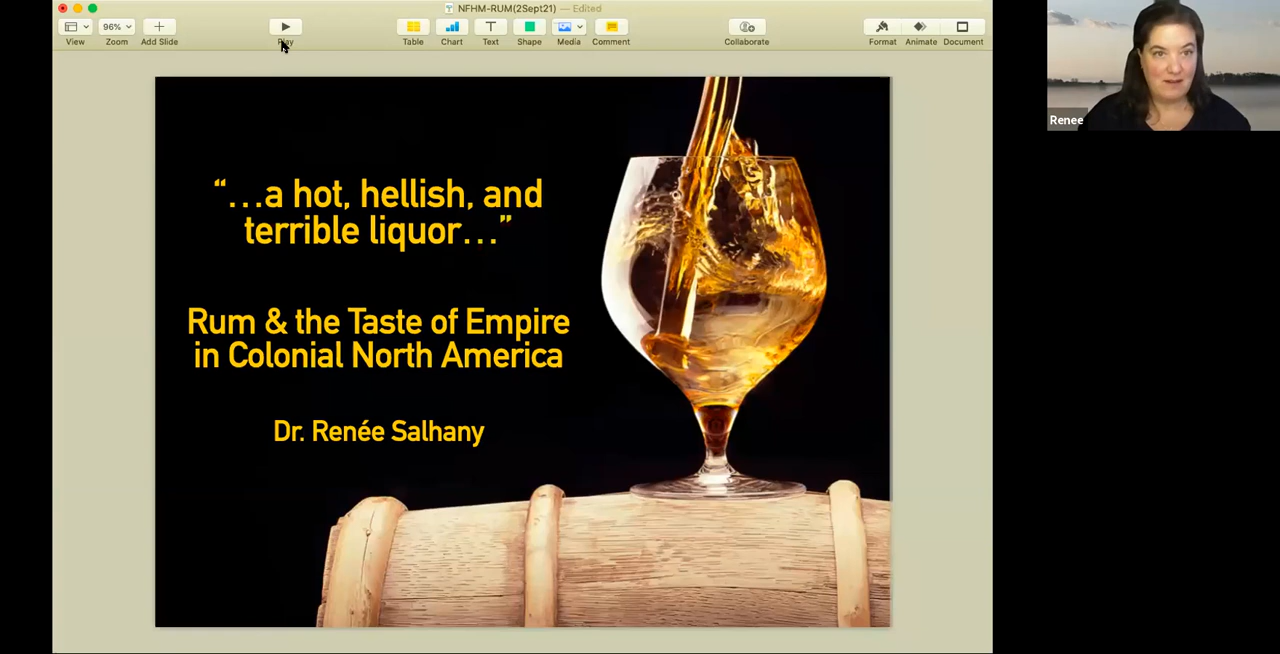 NFHM-RUM(2Sept21) — Edited
96%
View
Zoom
Add Slide
Play
Table
Chart
Text
Shape
Media
Comment
Collaborate
Format
Animate
Document
Renee
“…a hot, hellish, and
terrible liquor…”
Rum & the Taste of Empire
in Colonial North America
Dr. Renée Salhany